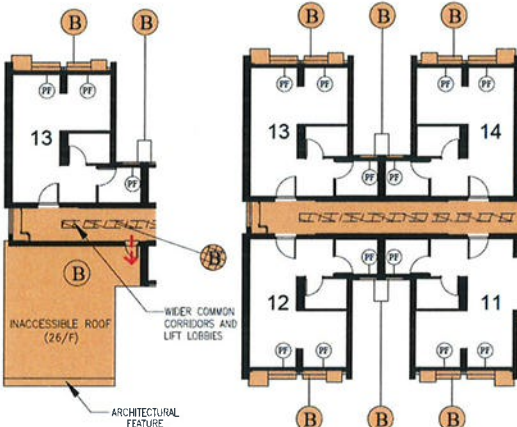 B
B
B
B
B
PF
PF
PF
PF
PF
PF
13
13
14
PF
PF
PF
B
B
PF
PF
INACCESSIBLE ROOF
(26/F)
WIDER COMMON
CORRIDORS AND
LIFT LOBBIES
12
11
PF
PF
PF
PF
ARCHITECTURAL
FEATURE
B
B
B